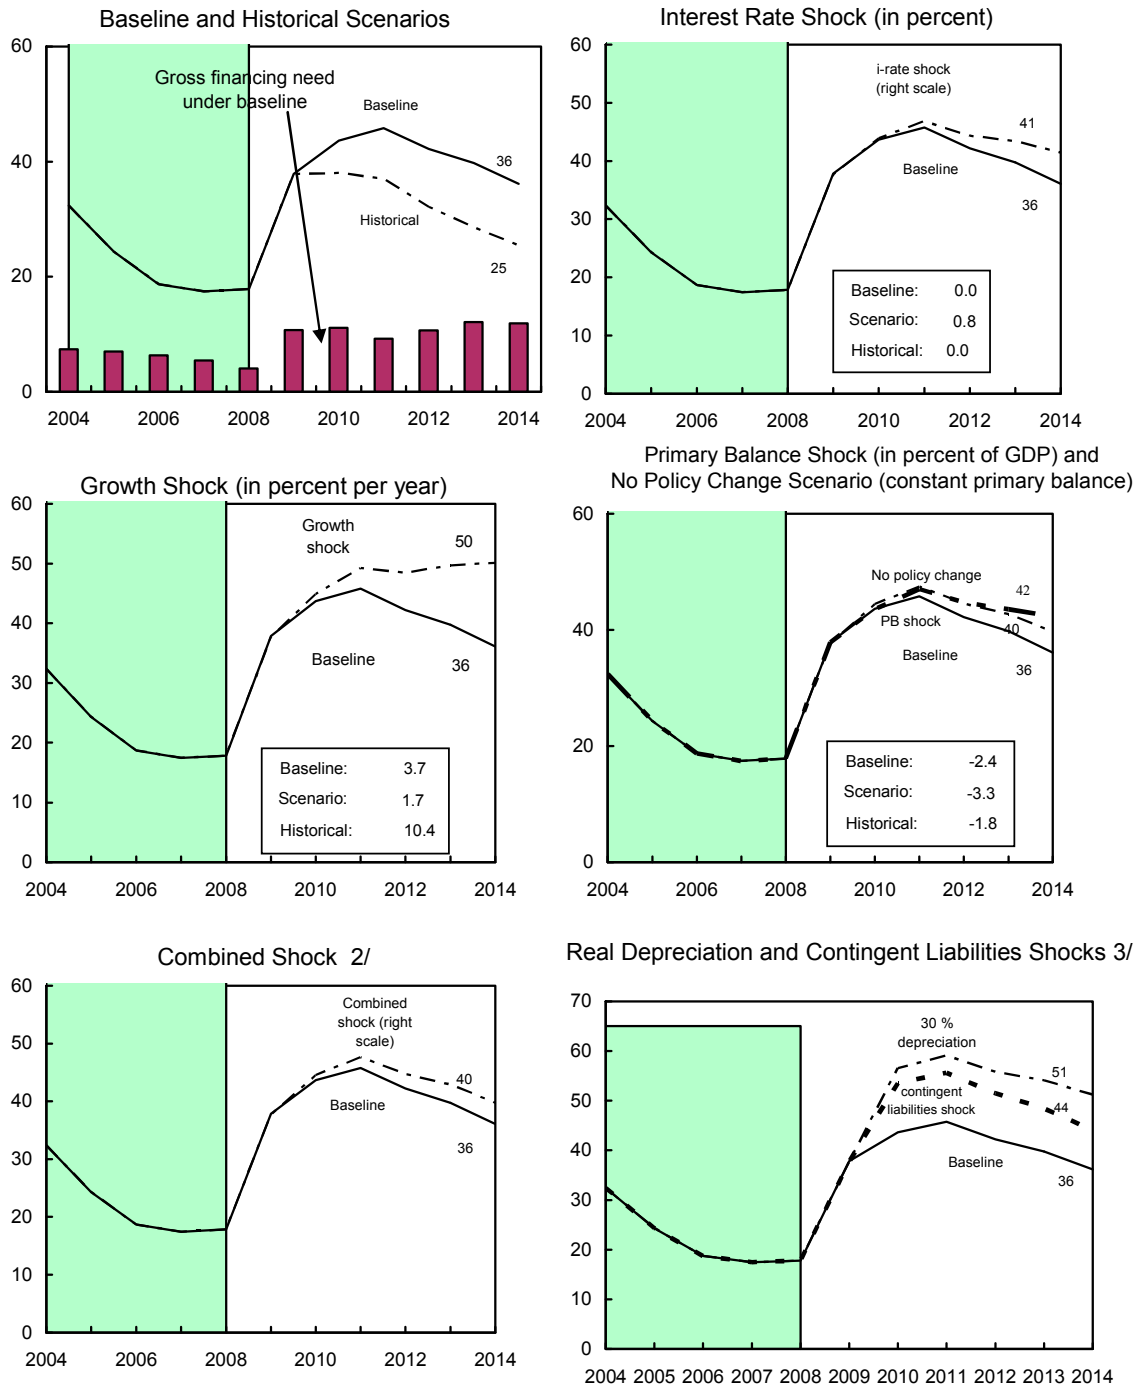 Baseline and Historical Scenarios
60
40
20
0
Gross financing need
under baseline
Baseline
36
Historical
25
2004 2006 2008 2010 2012 2014
Interest Rate Shock (in percent)
60
50
40
30
20
10
0
i-rate shock
(right scale)
41
Baseline
36
Baseline: 0.0
Scenario: 0.8
Historical: 0.0
2004 2006 2008 2010 2012 2014
Growth Shock (in percent per year)
60
50
40
30
20
10
0
Growth
shock
50
Baseline
36
Baseline: 3.7
Scenario: 1.7
Historical: 10.4
2004 2006 2008 2010 2012 2014
Primary Balance Shock (in percent of GDP) and
No Policy Change Scenario (constant primary balance)
60
40
20
0
No policy change
42
PB shock
40
Baseline
36
Baseline: -2.4
Scenario: -3.3
Historical: -1.8
2004 2006 2008 2010 2012 2014
Combined Shock 2/
60
50
40
30
20
10
0
Combined
shock (right
scale)
40
Baseline
36
2004 2006 2008 2010 2012 2014
Real Depreciation and Contingent Liabilities Shocks 3/
70
60
50
40
30
20
10
0
30 %
depreciation
51
contingent
liabilities shock
44
Baseline
36
2004 2005 2006 2007 2008 2009 2010 2011 2012 2013 2014